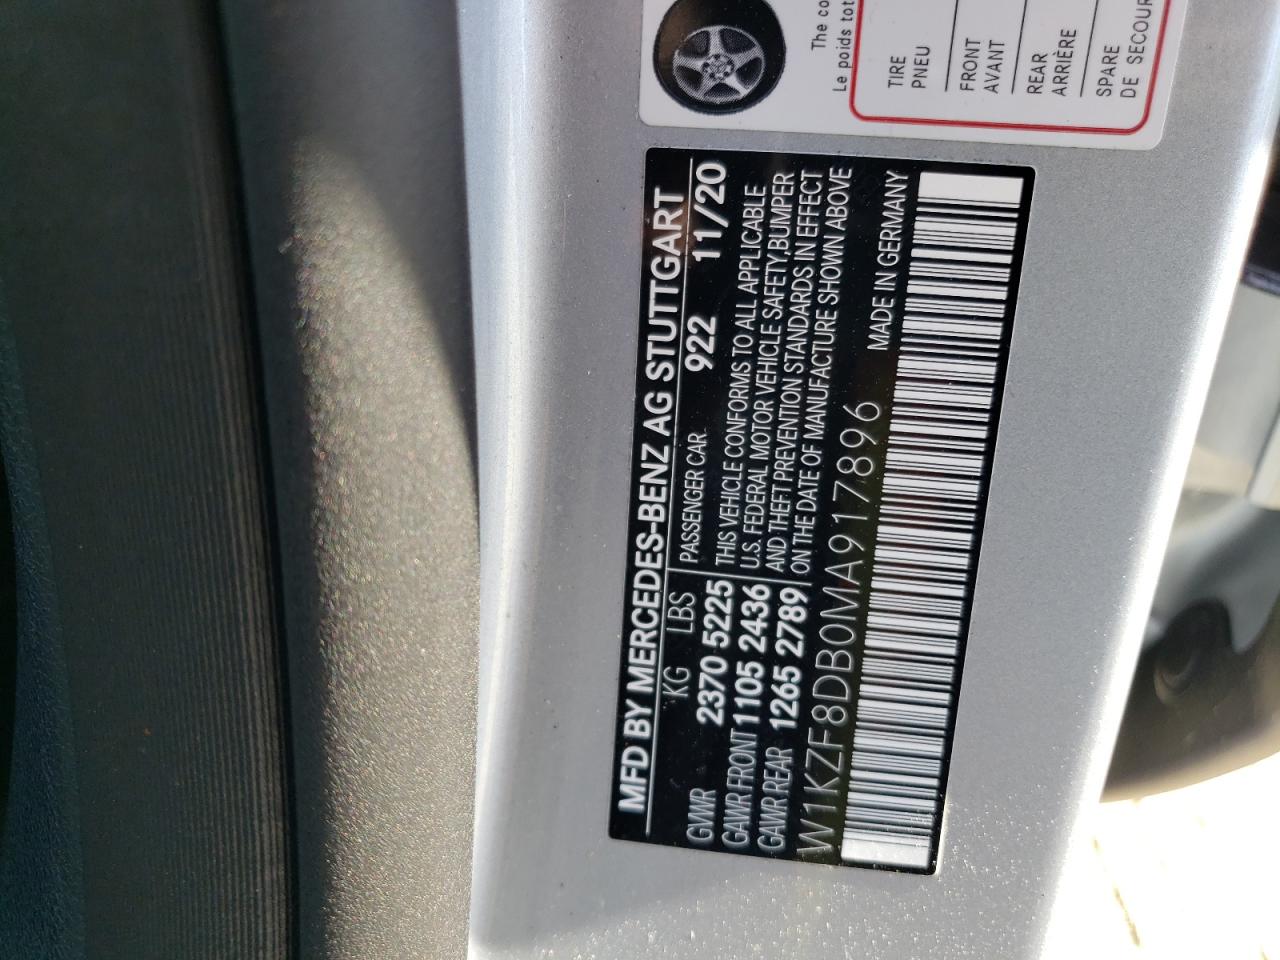 The co
Le poids tot
TIRE
PNEU
FRONT
AVANT
REAR
ARRIÈRE
SPARE
DE SECOUR
MFD BY MERCEDES-BENZ AG STUTTGART
KG LBS PASSENGER CAR 922 11/20
GVWR 2370 5225
GAWR FRONT 1105 2436
GAWR REAR 1265 2789
THIS VEHICLE CONFORMS TO ALL APPLICABLE
U.S. FEDERAL MOTOR VEHICLE SAFETY,BUMPER
AND THEFT PREVENTION STANDARDS IN EFFECT
ON THE DATE OF MANUFACTURE SHOWN ABOVE
W1KZF8DB0MA917896 MADE IN GERMANY